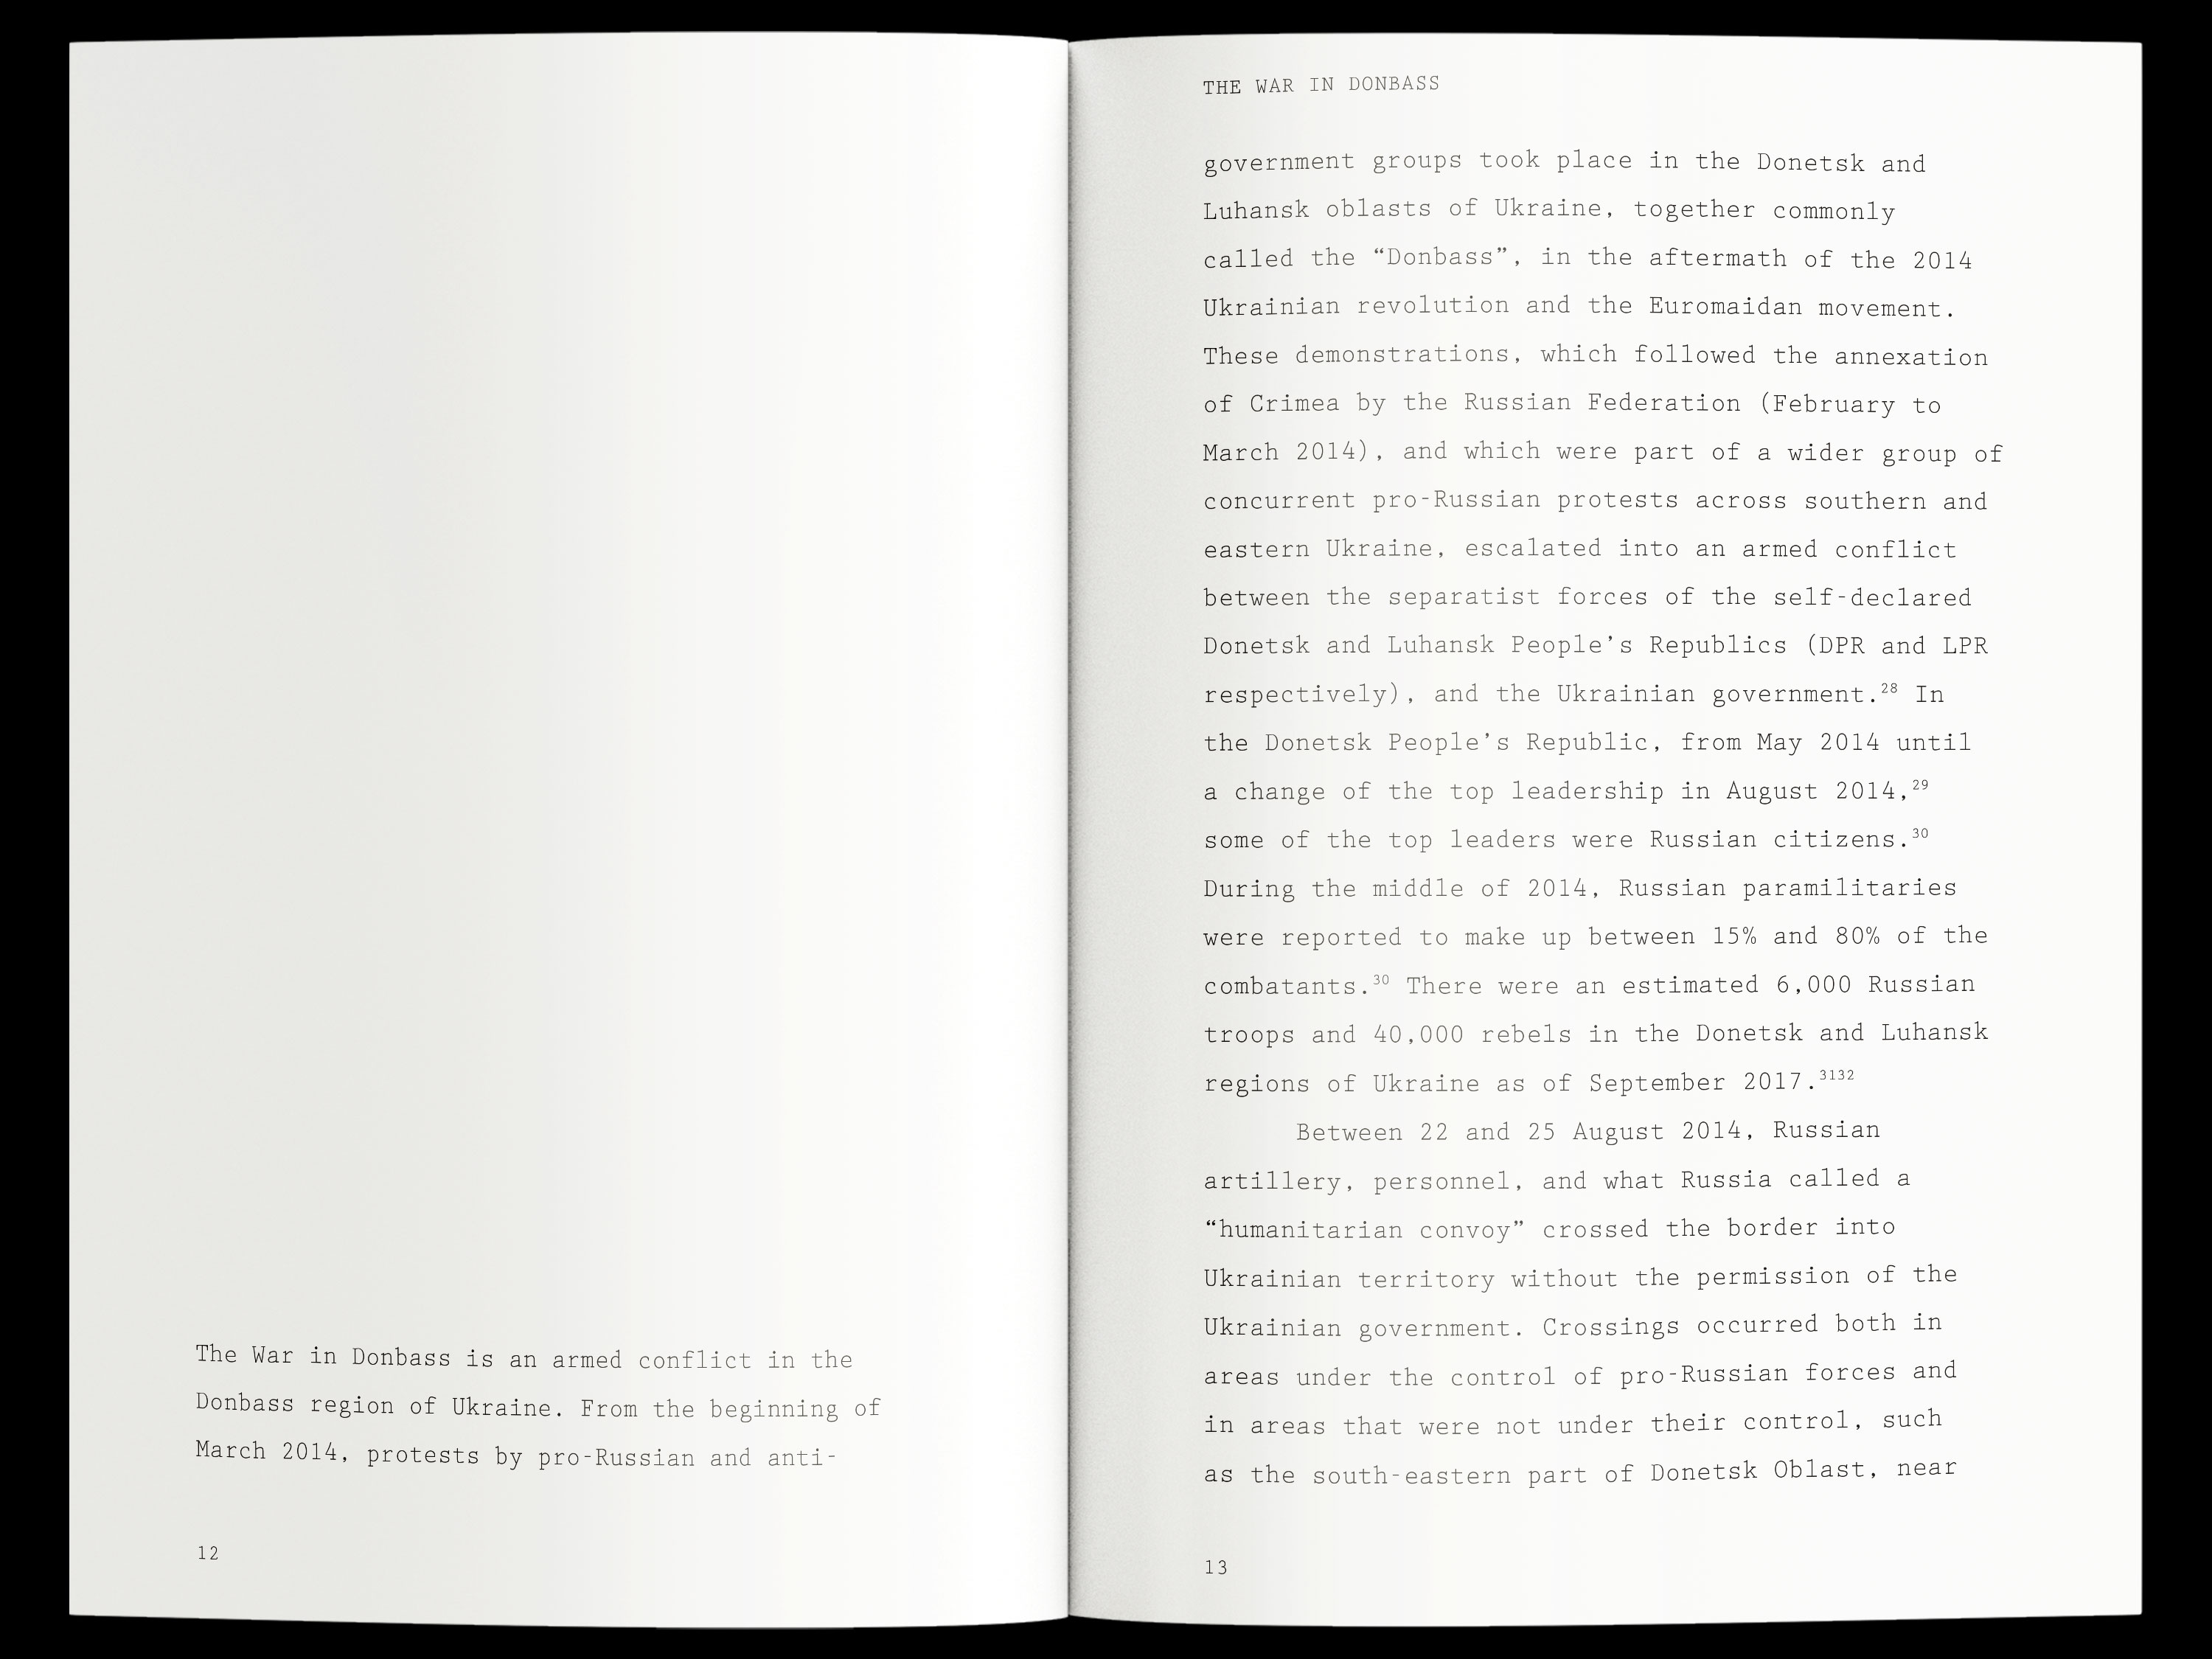 The War in Donbass is an armed conflict in the
Donbass region of Ukraine. From the beginning of
March 2014, protests by pro-Russian and anti-
12
THE WAR IN DONBASS
government groups took place in the Donetsk and
Luhansk oblasts of Ukraine, together commonly
called the “Donbass”, in the aftermath of the 2014
Ukrainian revolution and the Euromaidan movement.
These demonstrations, which followed the annexation
of Crimea by the Russian Federation (February to
March 2014), and which were part of a wider group of
concurrent pro-Russian protests across southern and
eastern Ukraine, escalated into an armed conflict
between the separatist forces of the self-declared
Donetsk and Luhansk People’s Republics (DPR and LPR
respectively), and the Ukrainian government.28 In
the Donetsk People’s Republic, from May 2014 until
a change of the top leadership in August 2014,29
some of the top leaders were Russian citizens.30
During the middle of 2014, Russian paramilitaries
were reported to make up between 15% and 80% of the
combatants.30 There were an estimated 6,000 Russian
troops and 40,000 rebels in the Donetsk and Luhansk
regions of Ukraine as of September 2017.3132
Between 22 and 25 August 2014, Russian
artillery, personnel, and what Russia called a
“humanitarian convoy” crossed the border into
Ukrainian territory without the permission of the
Ukrainian government. Crossings occurred both in
areas under the control of pro-Russian forces and
in areas that were not under their control, such
as the south-eastern part of Donetsk Oblast, near
13